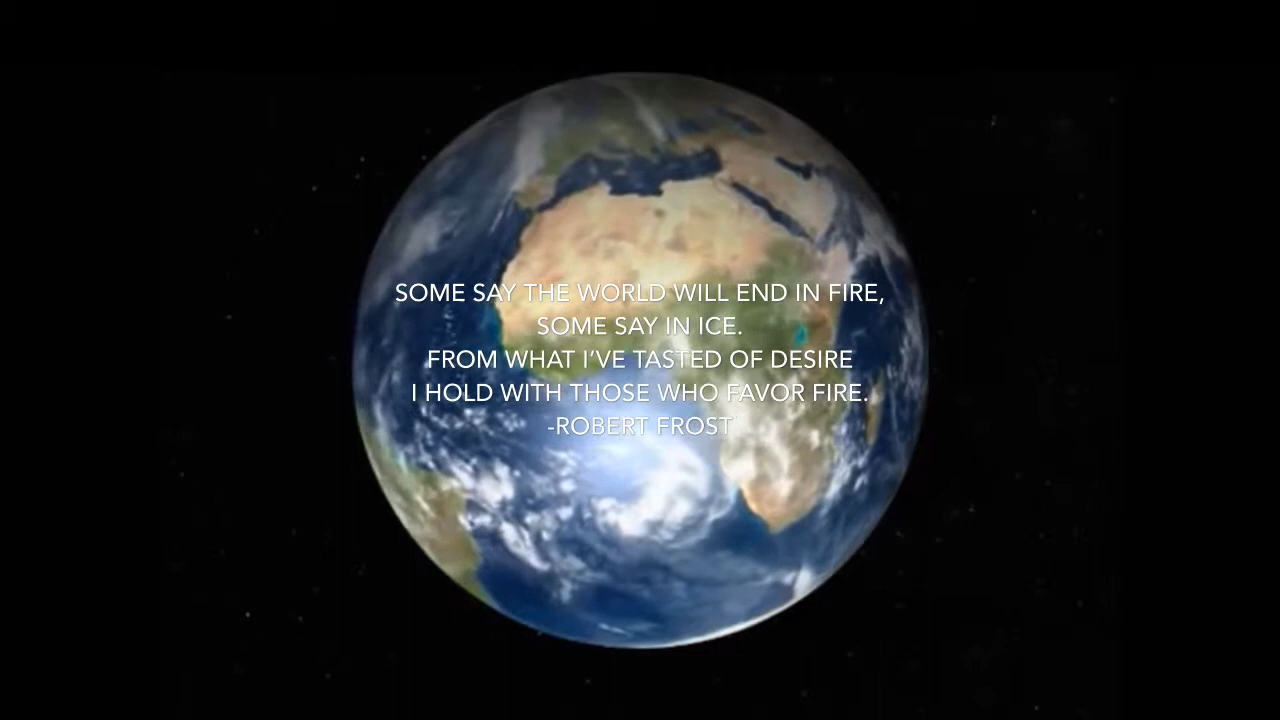 SOME SAY THE WORLD WILL END IN FIRE,
SOME SAY IN ICE.
FROM WHAT I’VE TASTED OF DESIRE
I HOLD WITH THOSE WHO FAVOR FIRE.
-ROBERT FROST